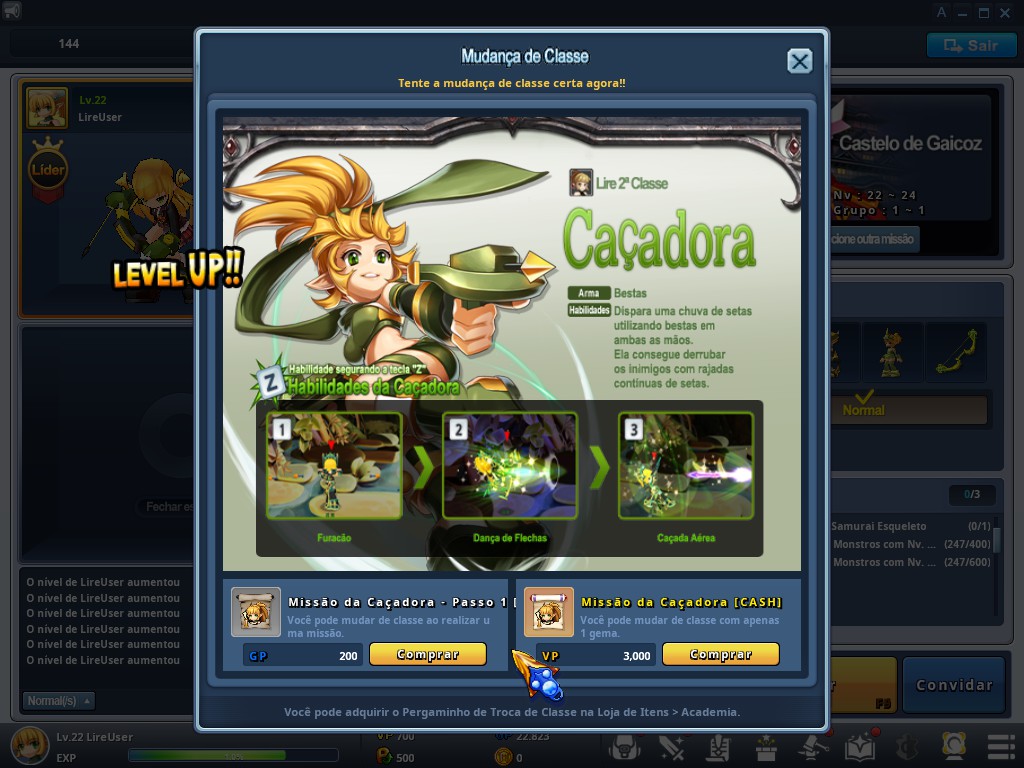 A
144
Sair
Mudança de Classe
Tente a mudança de classe certa agora!!
Lv.22
LireUser
Líder
LEVEL UP!!
Castelo de Gaicoz
Nv : 22 ~ 24
Grupo : 1 ~ 1
cione outra missão
Lire 2ª Classe
Caçadora
Arma Bestas
Habilidades Dispara uma chuva de setas
utilizando bestas em
ambas as mãos.
Ela consegue derrubar
os inimigos com rajadas
contínuas de setas.
Z
Habilidade segurando a tecla "Z"
Habilidades da Caçadora
1
2
3
Furacão
Dança de Flechas
Caçada Aérea
Normal
Fechar es
0/3
Samurai Esqueleto (0/1)
Monstros com Nv. ... (247/400)
Monstros com Nv. ... (247/600)
O nível de LireUser aumentou
O nível de LireUser aumentou
O nível de LireUser aumentou
O nível de LireUser aumentou
O nível de LireUser aumentou
O nível de LireUser aumentou
Missão da Caçadora - Passo 1 [
Você pode mudar de classe ao realizar u
ma missão.
GP 200 Comprar
Missão da Caçadora [CASH]
Você pode mudar de classe com apenas
1 gema.
VP 3,000 Comprar
Normal(/s)
r
F5
Convidar
Você pode adquirir o Pergaminho de Troca de Classe na Loja de Itens > Academia.
Lv.22 LireUser
EXP
VP 700
22.825
500
0